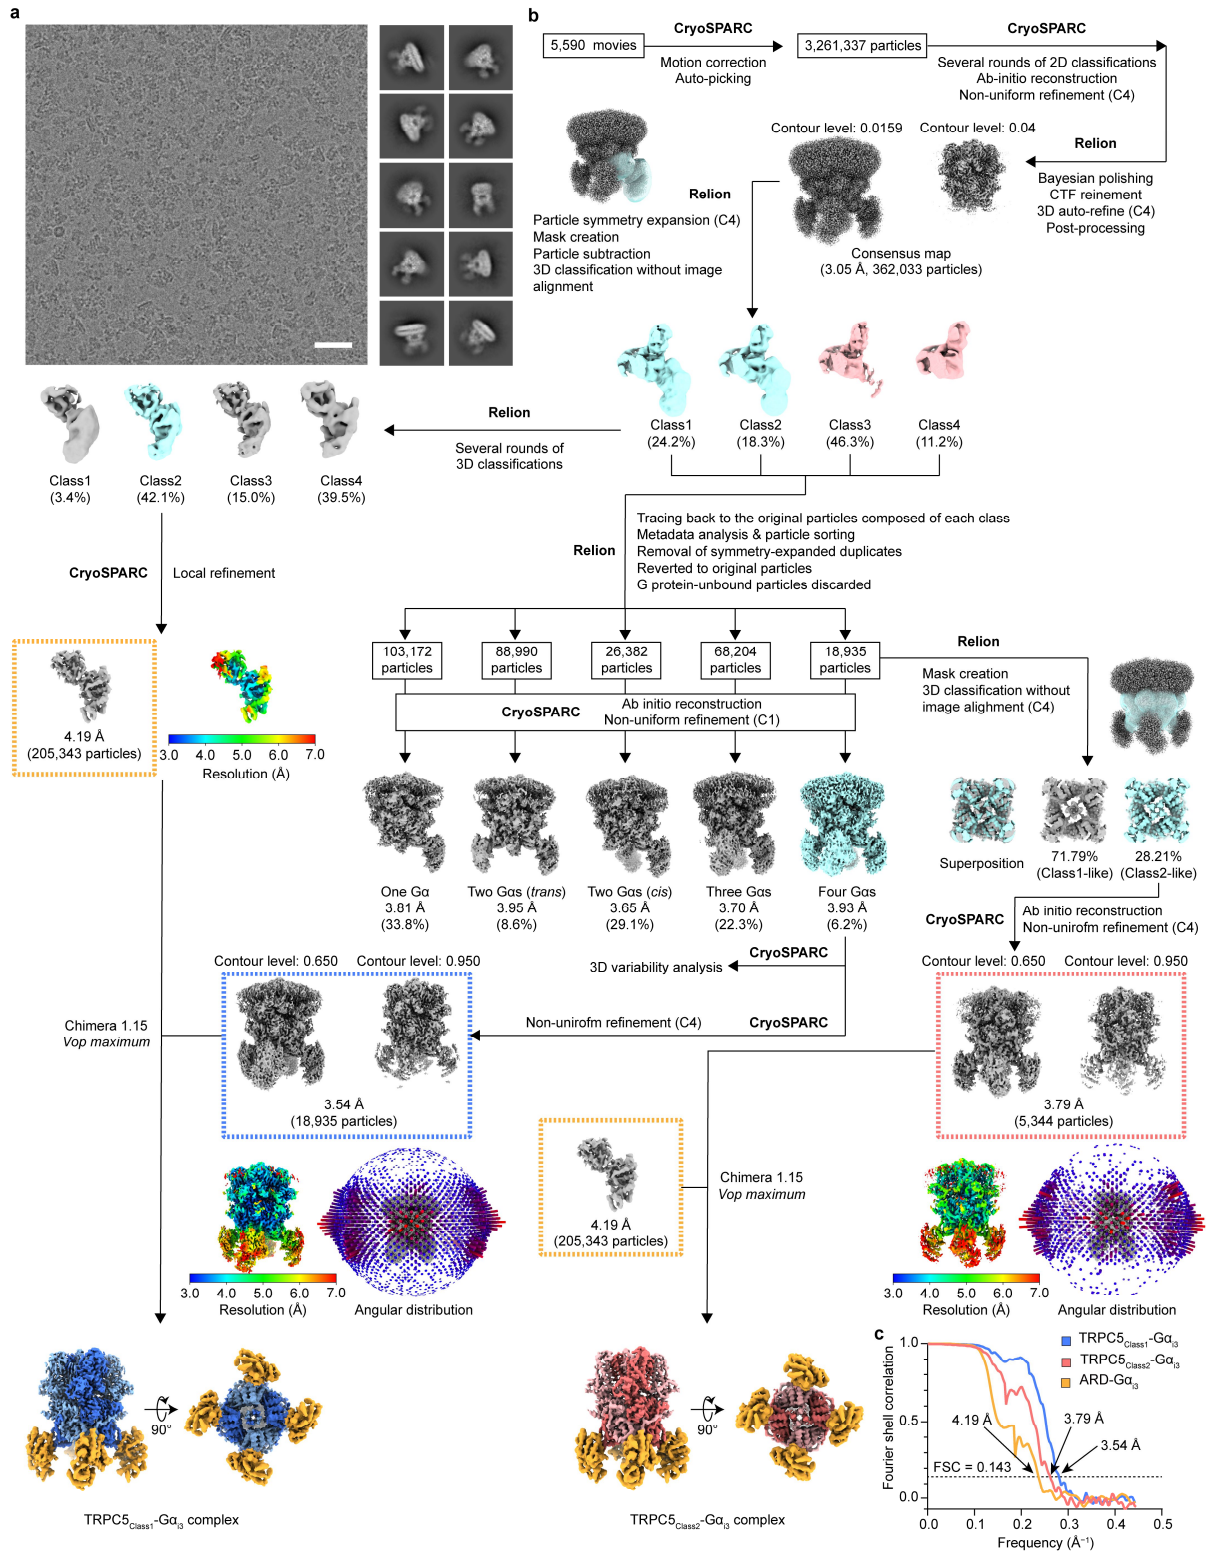 a
b
5,590 movies
CryoSPARC
Motion correction
Auto-picking
3,261,337 particles
CryoSPARC
Several rounds of 2D classifications
Ab-initio reconstruction
Non-uniform refinement (C4)
Relion
Bayesian polishing
CTF reinement
3D auto-refine (C4)
Post-processing
Contour level: 0.0159
Contour level: 0.04
Consensus map
(3.05 Å, 362,033 particles)
Relion
Particle symmetry expansion (C4)
Mask creation
Particle subtraction
3D classification without image
alignment
Class1
(24.2%)
Class2
(18.3%)
Class3
(46.3%)
Class4
(11.2%)
Relion
Several rounds of
3D classifications
Class1
(3.4%)
Class2
(42.1%)
Class3
(15.0%)
Class4
(39.5%)
CryoSPARC
Local refinement
Relion
Tracing back to the original particles composed of each class
Metadata analysis & particle sorting
Removal of symmetry-expanded duplicates
Reverted to original particles
G protein-unbound particles discarded
4.19 Å
(205,343 particles)
3.0 4.0 5.0 6.0 7.0
Resolution (Å)
103,172
particles
88,990
particles
26,382
particles
68,204
particles
18,935
particles
CryoSPARC
Ab initio reconstruction
Non-uniform refinement (C1)
Relion
Mask creation
3D classification without
image alighment (C4)
One Gα
3.81 Å
(33.8%)
Two Gαs (trans)
3.95 Å
(8.6%)
Two Gαs (cis)
3.65 Å
(29.1%)
Three Gαs
3.70 Å
(22.3%)
Four Gαs
3.93 Å
(6.2%)
Superposition
71.79%
(Class1-like)
28.21%
(Class2-like)
CryoSPARC
Ab initio reconstruction
Non-unirofm refinement (C4)
CryoSPARC
3D variability analysis
Non-unirofm refinement (C4)
CryoSPARC
Contour level: 0.650
Contour level: 0.950
3.54 Å
(18,935 particles)
Chimera 1.15
Vop maximum
Contour level: 0.650
Contour level: 0.950
3.79 Å
(5,344 particles)
4.19 Å
(205,343 particles)
Chimera 1.15
Vop maximum
3.0 4.0 5.0 6.0 7.0
Resolution (Å)
Angular distribution
3.0 4.0 5.0 6.0 7.0
Resolution (Å)
Angular distribution
90°
TRPC5Class1-Gαi3 complex
90°
TRPC5Class2-Gαi3 complex
c
Fourier shell correlation
1.0
0.5
0.0
TRPC5Class1-Gαi3
TRPC5Class2-Gαi3
ARD-Gαi3
4.19 Å
3.79 Å
3.54 Å
FSC = 0.143
0.0 0.1 0.2 0.3 0.4 0.5
Frequency (Å⁻¹)